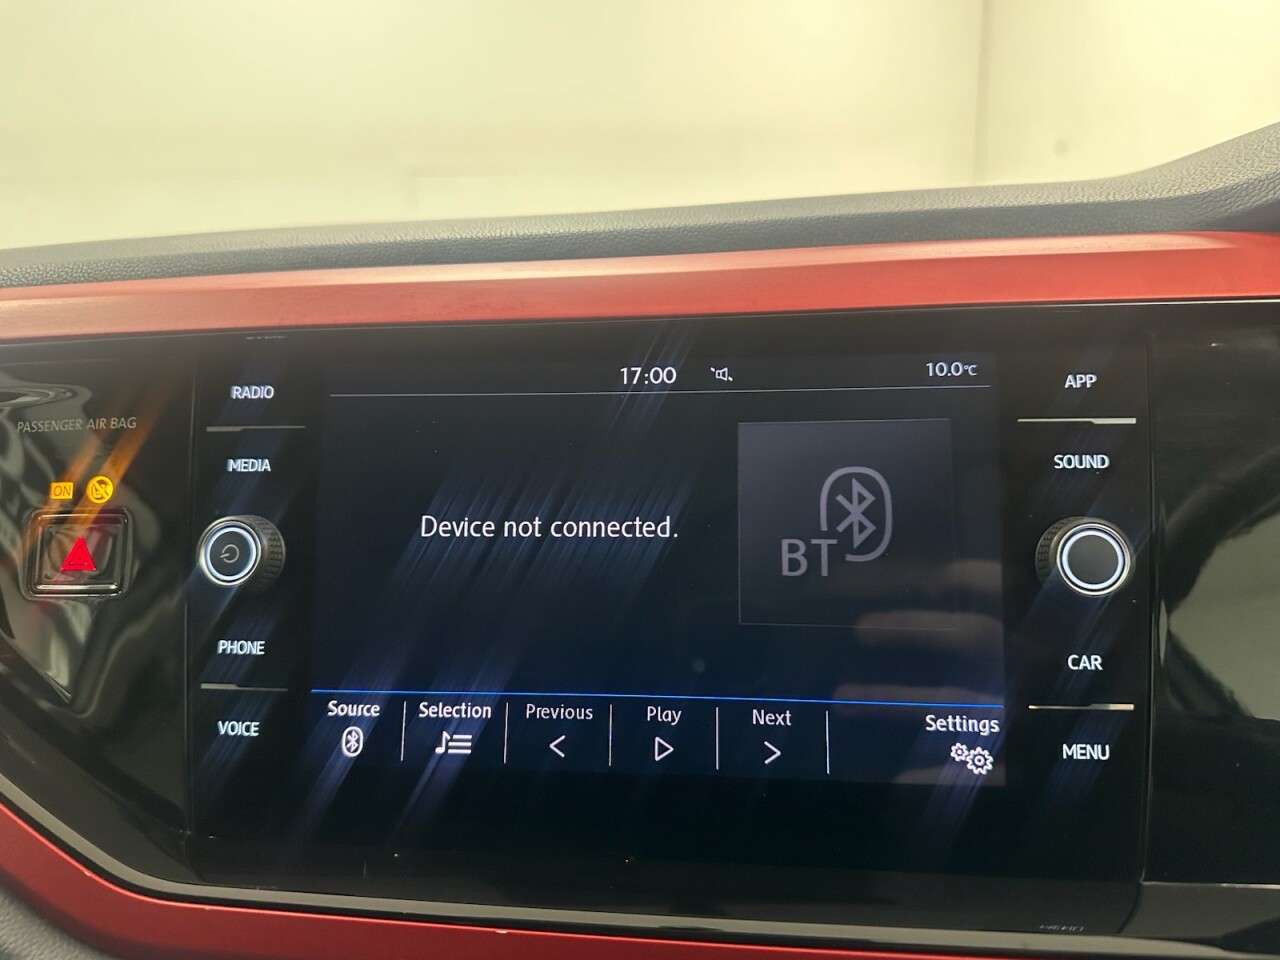 17:00
10.0°C
RADIO
APP
PASSENGER AIR BAG
MEDIA
SOUND
ON
Device not connected.
BT
PHONE
CAR
Source
Selection
Previous
Play
Next
Settings
VOICE
MENU